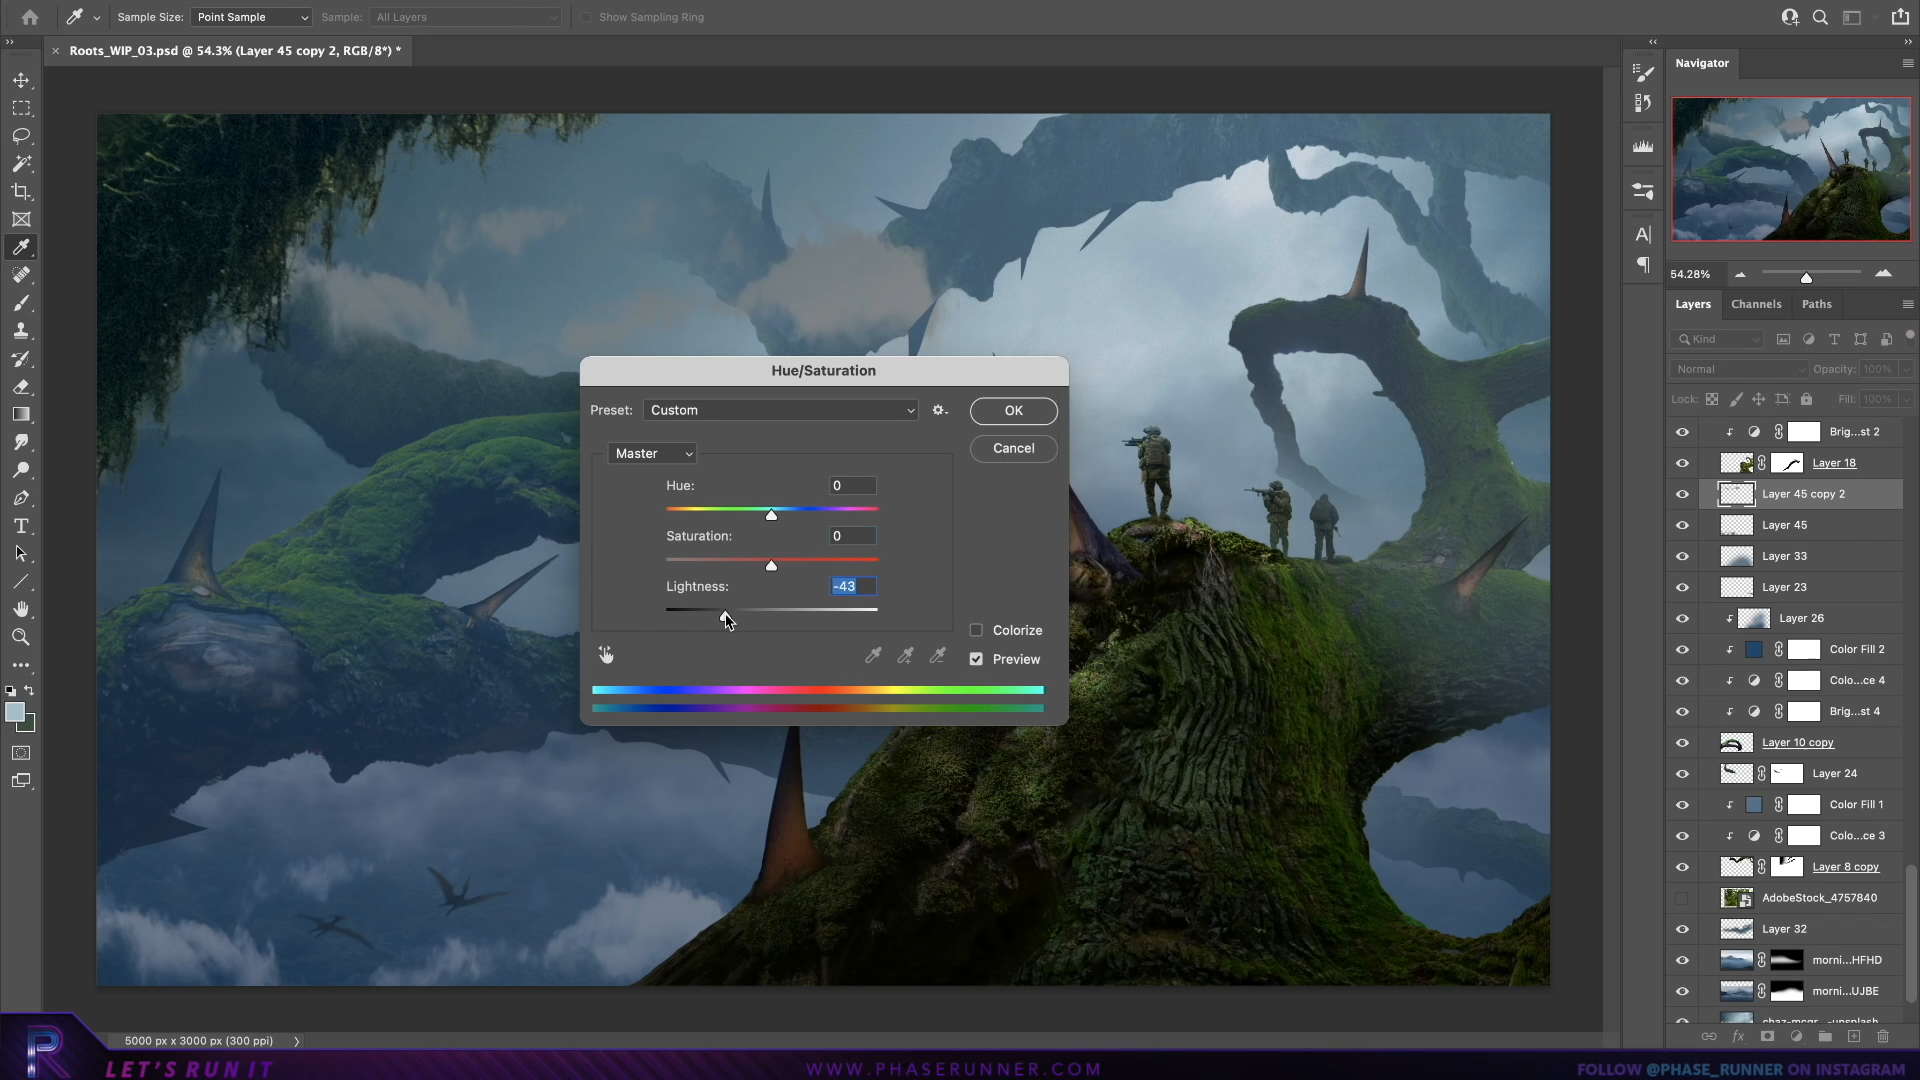 Sample Size: Point Sample Sample: All Layers Show Sampling Ring
Roots_WIP_03.psd @ 54.3% (Layer 45 copy 2, RGB/8*) *
Navigator
54.28%
Layers Channels Paths
Kind
Normal Opacity: 100%
Lock: Fill: 100%
Brig...st 2
Layer 18
Layer 45 copy 2
Layer 45
Layer 33
Layer 23
Layer 26
Color Fill 2
Colo...ce 4
Brig...st 4
Layer 10 copy
Layer 24
Color Fill 1
Colo...ce 3
Layer 8 copy
AdobeStock_4757840
Layer 32
morni...HFHD
morni...UJBE
chaz-mcgr...-unsplash
Hue/Saturation
Preset: Custom OK
Cancel
Master
Hue: 0
Saturation: 0
Lightness: -43
Colorize
Preview
5000 px x 3000 px (300 ppi)
LET'S RUN IT
WWW.PHASERUNNER.COM
FOLLOW @PHASE_RUNNER ON INSTAGRAM